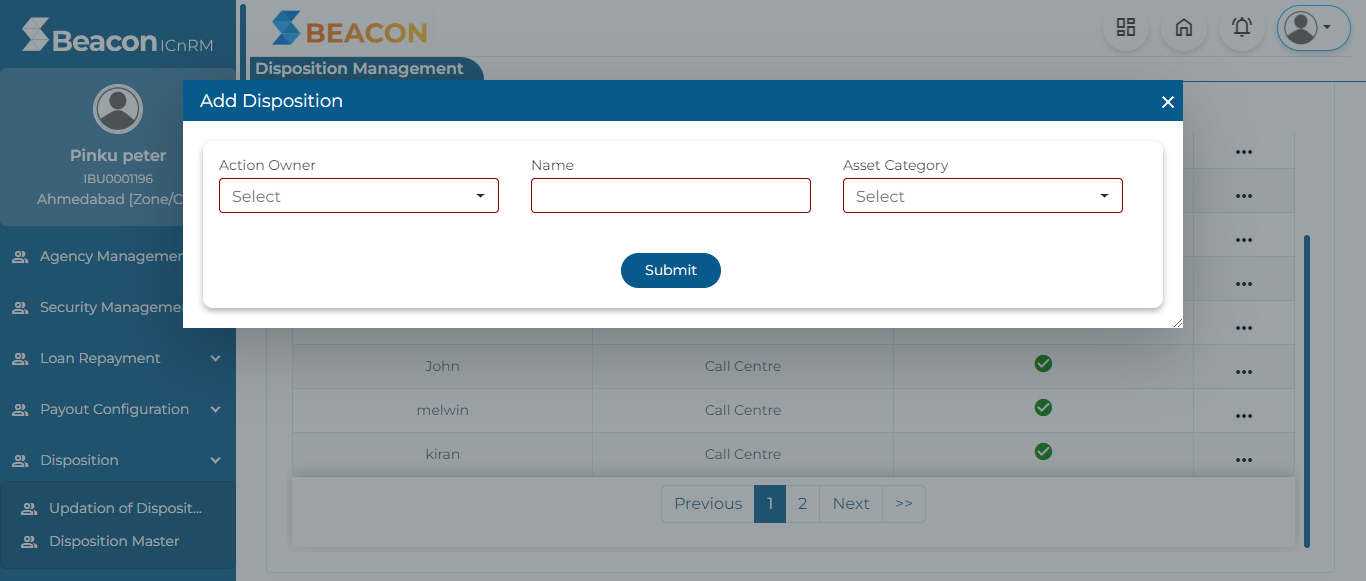 Beacon ICnRM
BEACON
Disposition Management
Pinku peter
IBU0001196
Ahmedabad [Zone/C
Agency Managemen
Security Managemen
Loan Repayment
Payout Configuration
Disposition
Updation of Disposit...
Disposition Master
Add Disposition
Action Owner Name Asset Category
Select Select
Submit
John Call Centre
melwin Call Centre
kiran Call Centre
Previous 1 2 Next >>